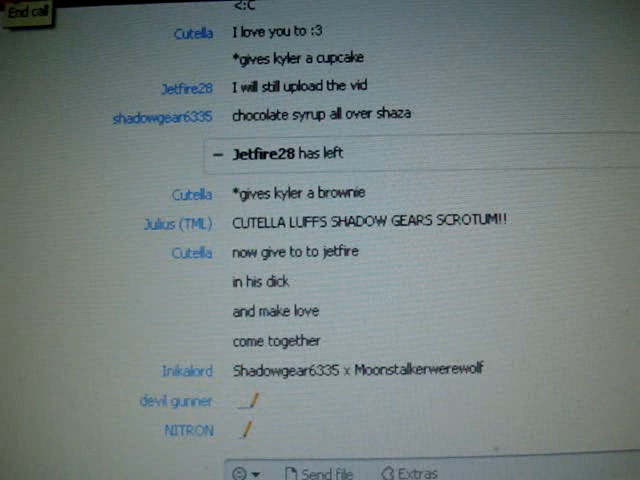 End call
<:C
Cutella I love you to :3
*gives kyler a cupcake
Jetfire28 I will still upload the vid
shadowgear6335 chocolate syrup all over shaza
– Jetfire28 has left
Cutella *gives kyler a brownie
Julius (TML) CUTELLA LUFFS SHADOW GEARS SCROTUM!!
Cutella now give to to jetfire
in his dick
and make love
come together
Inikalord Shadowgear6335 x Moonstalkerwerewolf
devil gunner
NITRON
Send file Extras